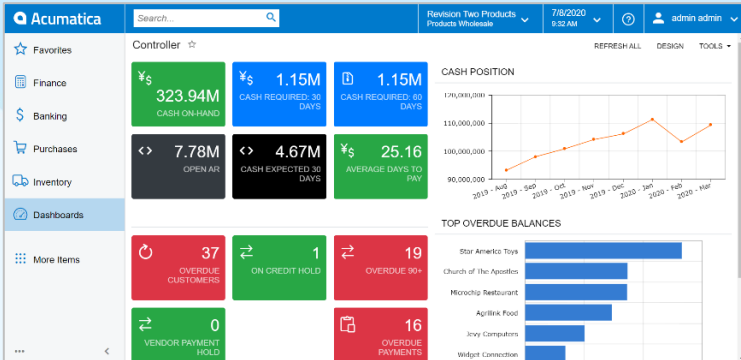 Acumatica
Search...
Revision Two Products
Products Wholesale
7/8/2020
9:32 AM
admin admin
Favorites
Finance
Banking
Purchases
Inventory
Dashboards
More Items
Controller
REFRESH ALL DESIGN TOOLS
¥$ 323.94M
CASH ON-HAND
¥$ 1.15M
CASH REQUIRED: 30
DAYS
1.15M
CASH REQUIRED: 60
DAYS
7.78M
OPEN AR
4.67M
CASH EXPECTED 30
DAYS
¥$ 25.16
AVERAGE DAYS TO
PAY
37
OVERDUE
CUSTOMERS
1
ON CREDIT HOLD
19
OVERDUE 90+
0
VENDOR PAYMENT
HOLD
16
OVERDUE
PAYMENTS
CASH POSITION
120,000,000
110,000,000
100,000,000
90,000,000
2019 - Aug
2019 - Sep
2019 - Oct
2019 - Nov
2019 - Dec
2020 - Jan
2020 - Feb
2020 - Mar
TOP OVERDUE BALANCES
Star Americo Toys
Church of The Apostles
Microchip Restaurant
Agrilink Food
Jevy Computers
Widget Connection